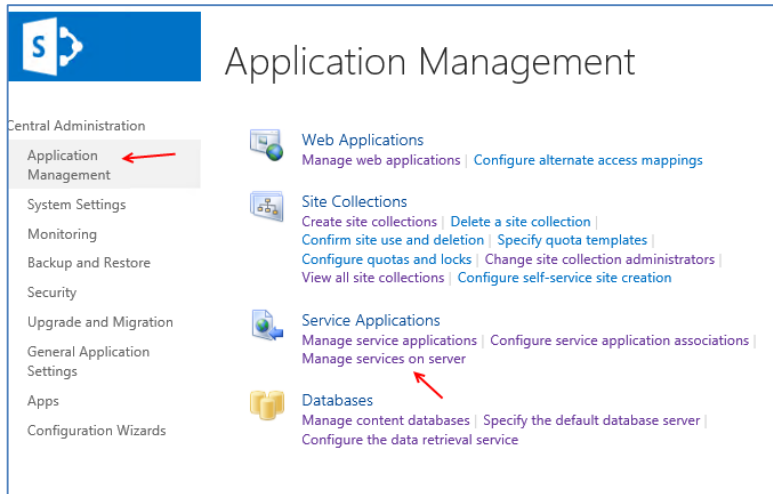 S
Application Management
Central Administration
Application
Management
System Settings
Monitoring
Backup and Restore
Security
Upgrade and Migration
General Application
Settings
Apps
Configuration Wizards
Web Applications
Manage web applications | Configure alternate access mappings
Site Collections
Create site collections | Delete a site collection |
Confirm site use and deletion | Specify quota templates |
Configure quotas and locks | Change site collection administrators |
View all site collections | Configure self-service site creation
Service Applications
Manage service applications | Configure service application associations |
Manage services on server
Databases
Manage content databases | Specify the default database server |
Configure the data retrieval service